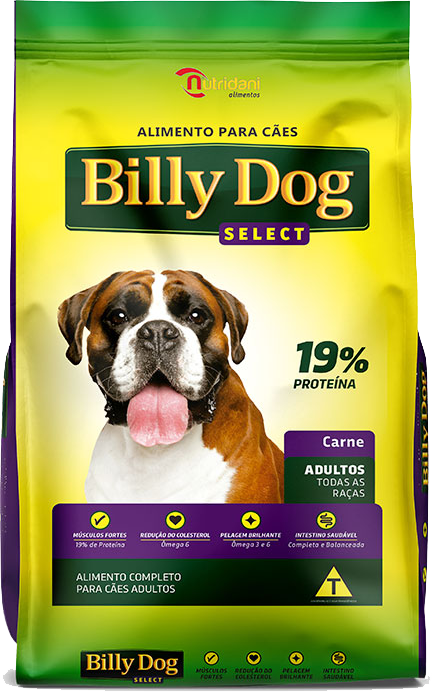 nutridani
alimentos
ALIMENTO PARA CÃES
Billy Dog
SELECT
19%
PROTEÍNA
Carne
ADULTOS
TODAS AS
RAÇAS
MÚSCULOS FORTES
19% de Proteína
REDUÇÃO DO COLESTEROL
Ômega 6
PELAGEM BRILHANTE
Ômega 3 e 6
INTESTINO SAUDÁVEL
Completa e Balanceada
ALIMENTO COMPLETO
PARA CÃES ADULTOS
T
Billy Dog
SELECT
MÚSCULOS
FORTES
REDUÇÃO DO
COLESTEROL
PELAGEM
BRILHANTE
INTESTINO
SAUDÁVEL